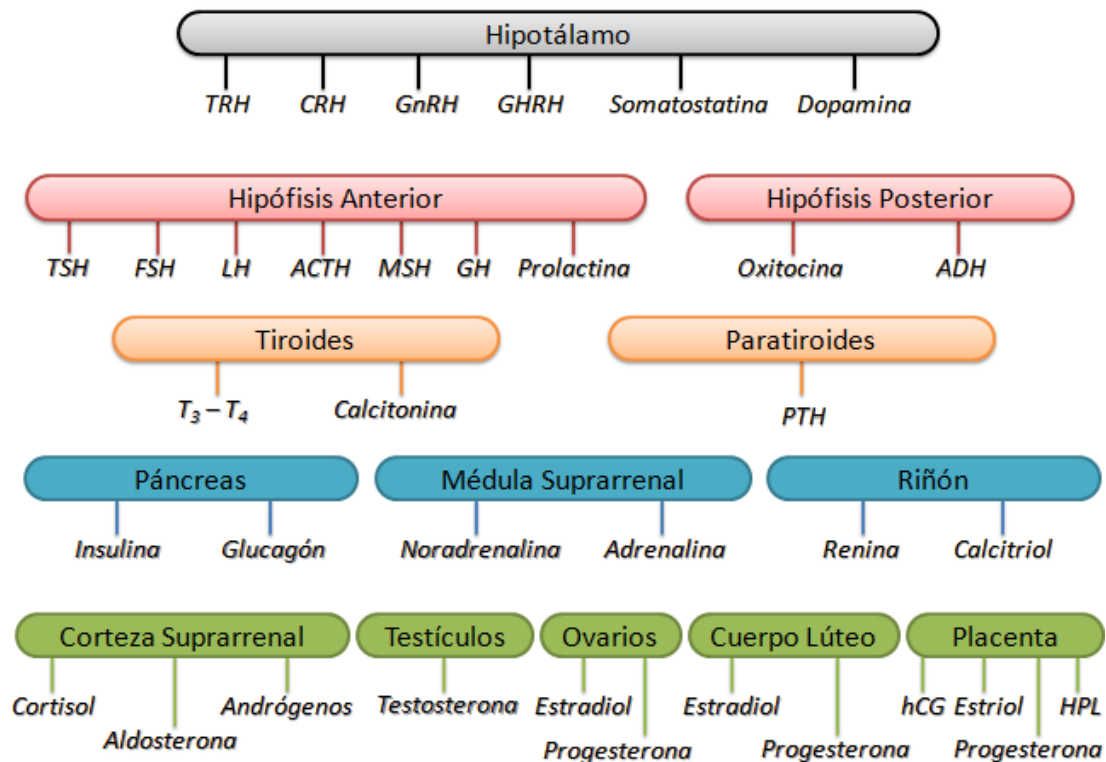 Hipotálamo
TRH CRH GnRH GHRH Somatostatina Dopamina
Hipófisis Anterior Hipófisis Posterior
TSH FSH LH ACTH MSH GH Prolactina Oxitocina ADH
Tiroides Paratiroides
T₃ – T₄ Calcitonina PTH
Páncreas Médula Suprarrenal Riñón
Insulina Glucagón Noradrenalina Adrenalina Renina Calcitriol
Corteza Suprarrenal Testículos Ovarios Cuerpo Lúteo Placenta
Cortisol Andrógenos Testosterona Estradiol Estradiol hCG Estriol HPL
Aldosterona Progesterona Progesterona Progesterona